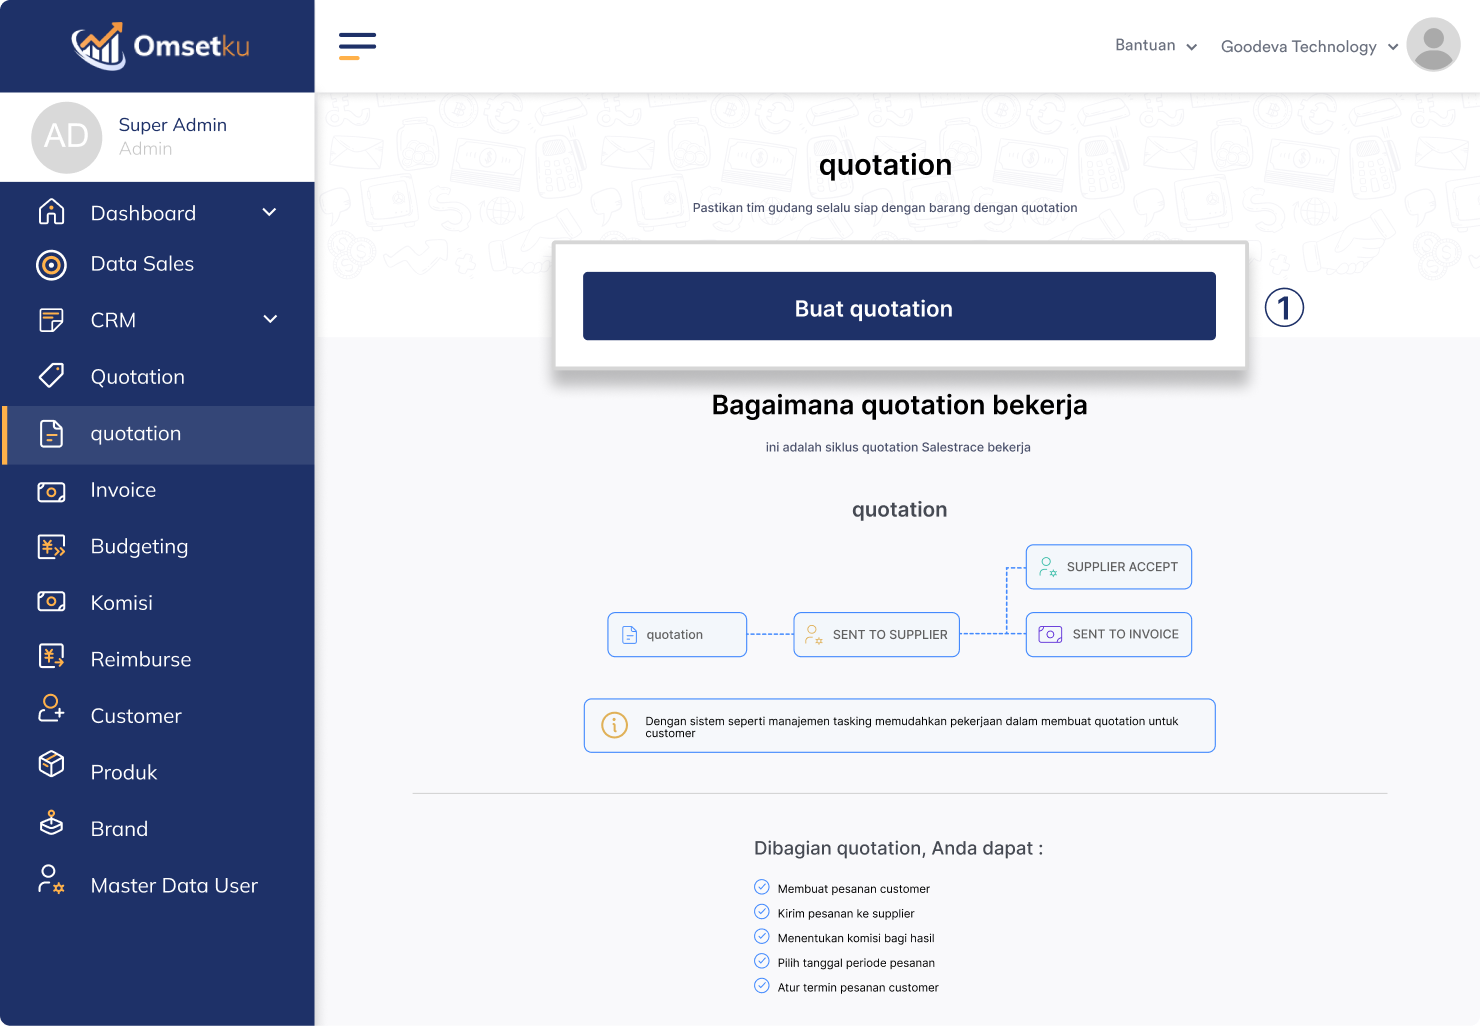 Omsetku
Bantuan
Goodeva Technology
AD
Super Admin
Admin
Dashboard
Data Sales
CRM
Quotation
quotation
Invoice
Budgeting
Komisi
Reimburse
Customer
Produk
Brand
Master Data User
quotation
Pastikan tim gudang selalu siap dengan barang dengan quotation
Buat quotation
1
Bagaimana quotation bekerja
ini adalah siklus quotation Salestrace bekerja
quotation
SUPPLIER ACCEPT
quotation
SENT TO SUPPLIER
SENT TO INVOICE
Dengan sistem seperti manajemen tasking memudahkan pekerjaan dalam membuat quotation untuk
customer
Dibagian quotation, Anda dapat :
Membuat pesanan customer
Kirim pesanan ke supplier
Menentukan komisi bagi hasil
Pilih tanggal periode pesanan
Atur termin pesanan customer